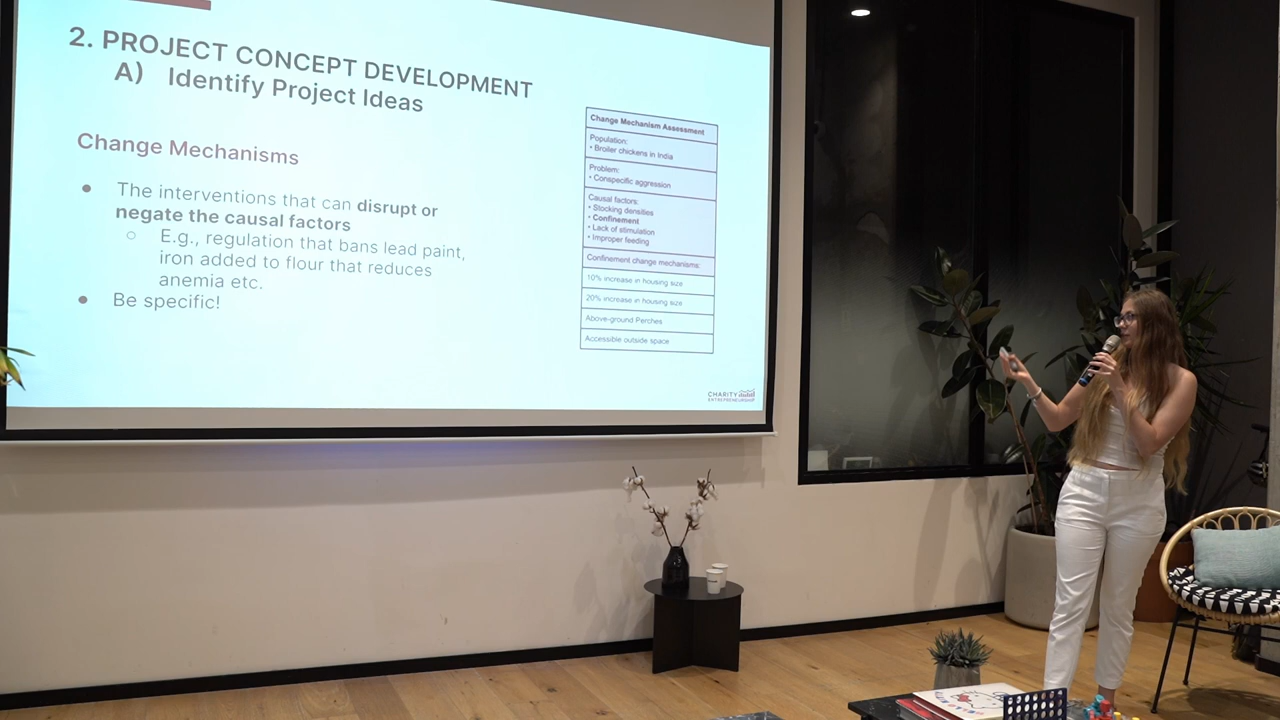 2. PROJECT CONCEPT DEVELOPMENT
A) Identify Project Ideas
Change Mechanisms
• The interventions that can disrupt or
negate the causal factors
○ E.g., regulation that bans lead paint,
iron added to flour that reduces
anemia etc.
• Be specific!
Change Mechanism Assessment
Population:
• Broiler chickens in India
Problem:
• Conspecific aggression
Causal factors:
• Stocking densities
• Confinement
• Lack of stimulation
• Improper feeding
Confinement change mechanisms:
10% increase in housing size
20% increase in housing size
Above-ground Perches
Accessible outside space
CHARITY
ENTREPRENEURSHIP